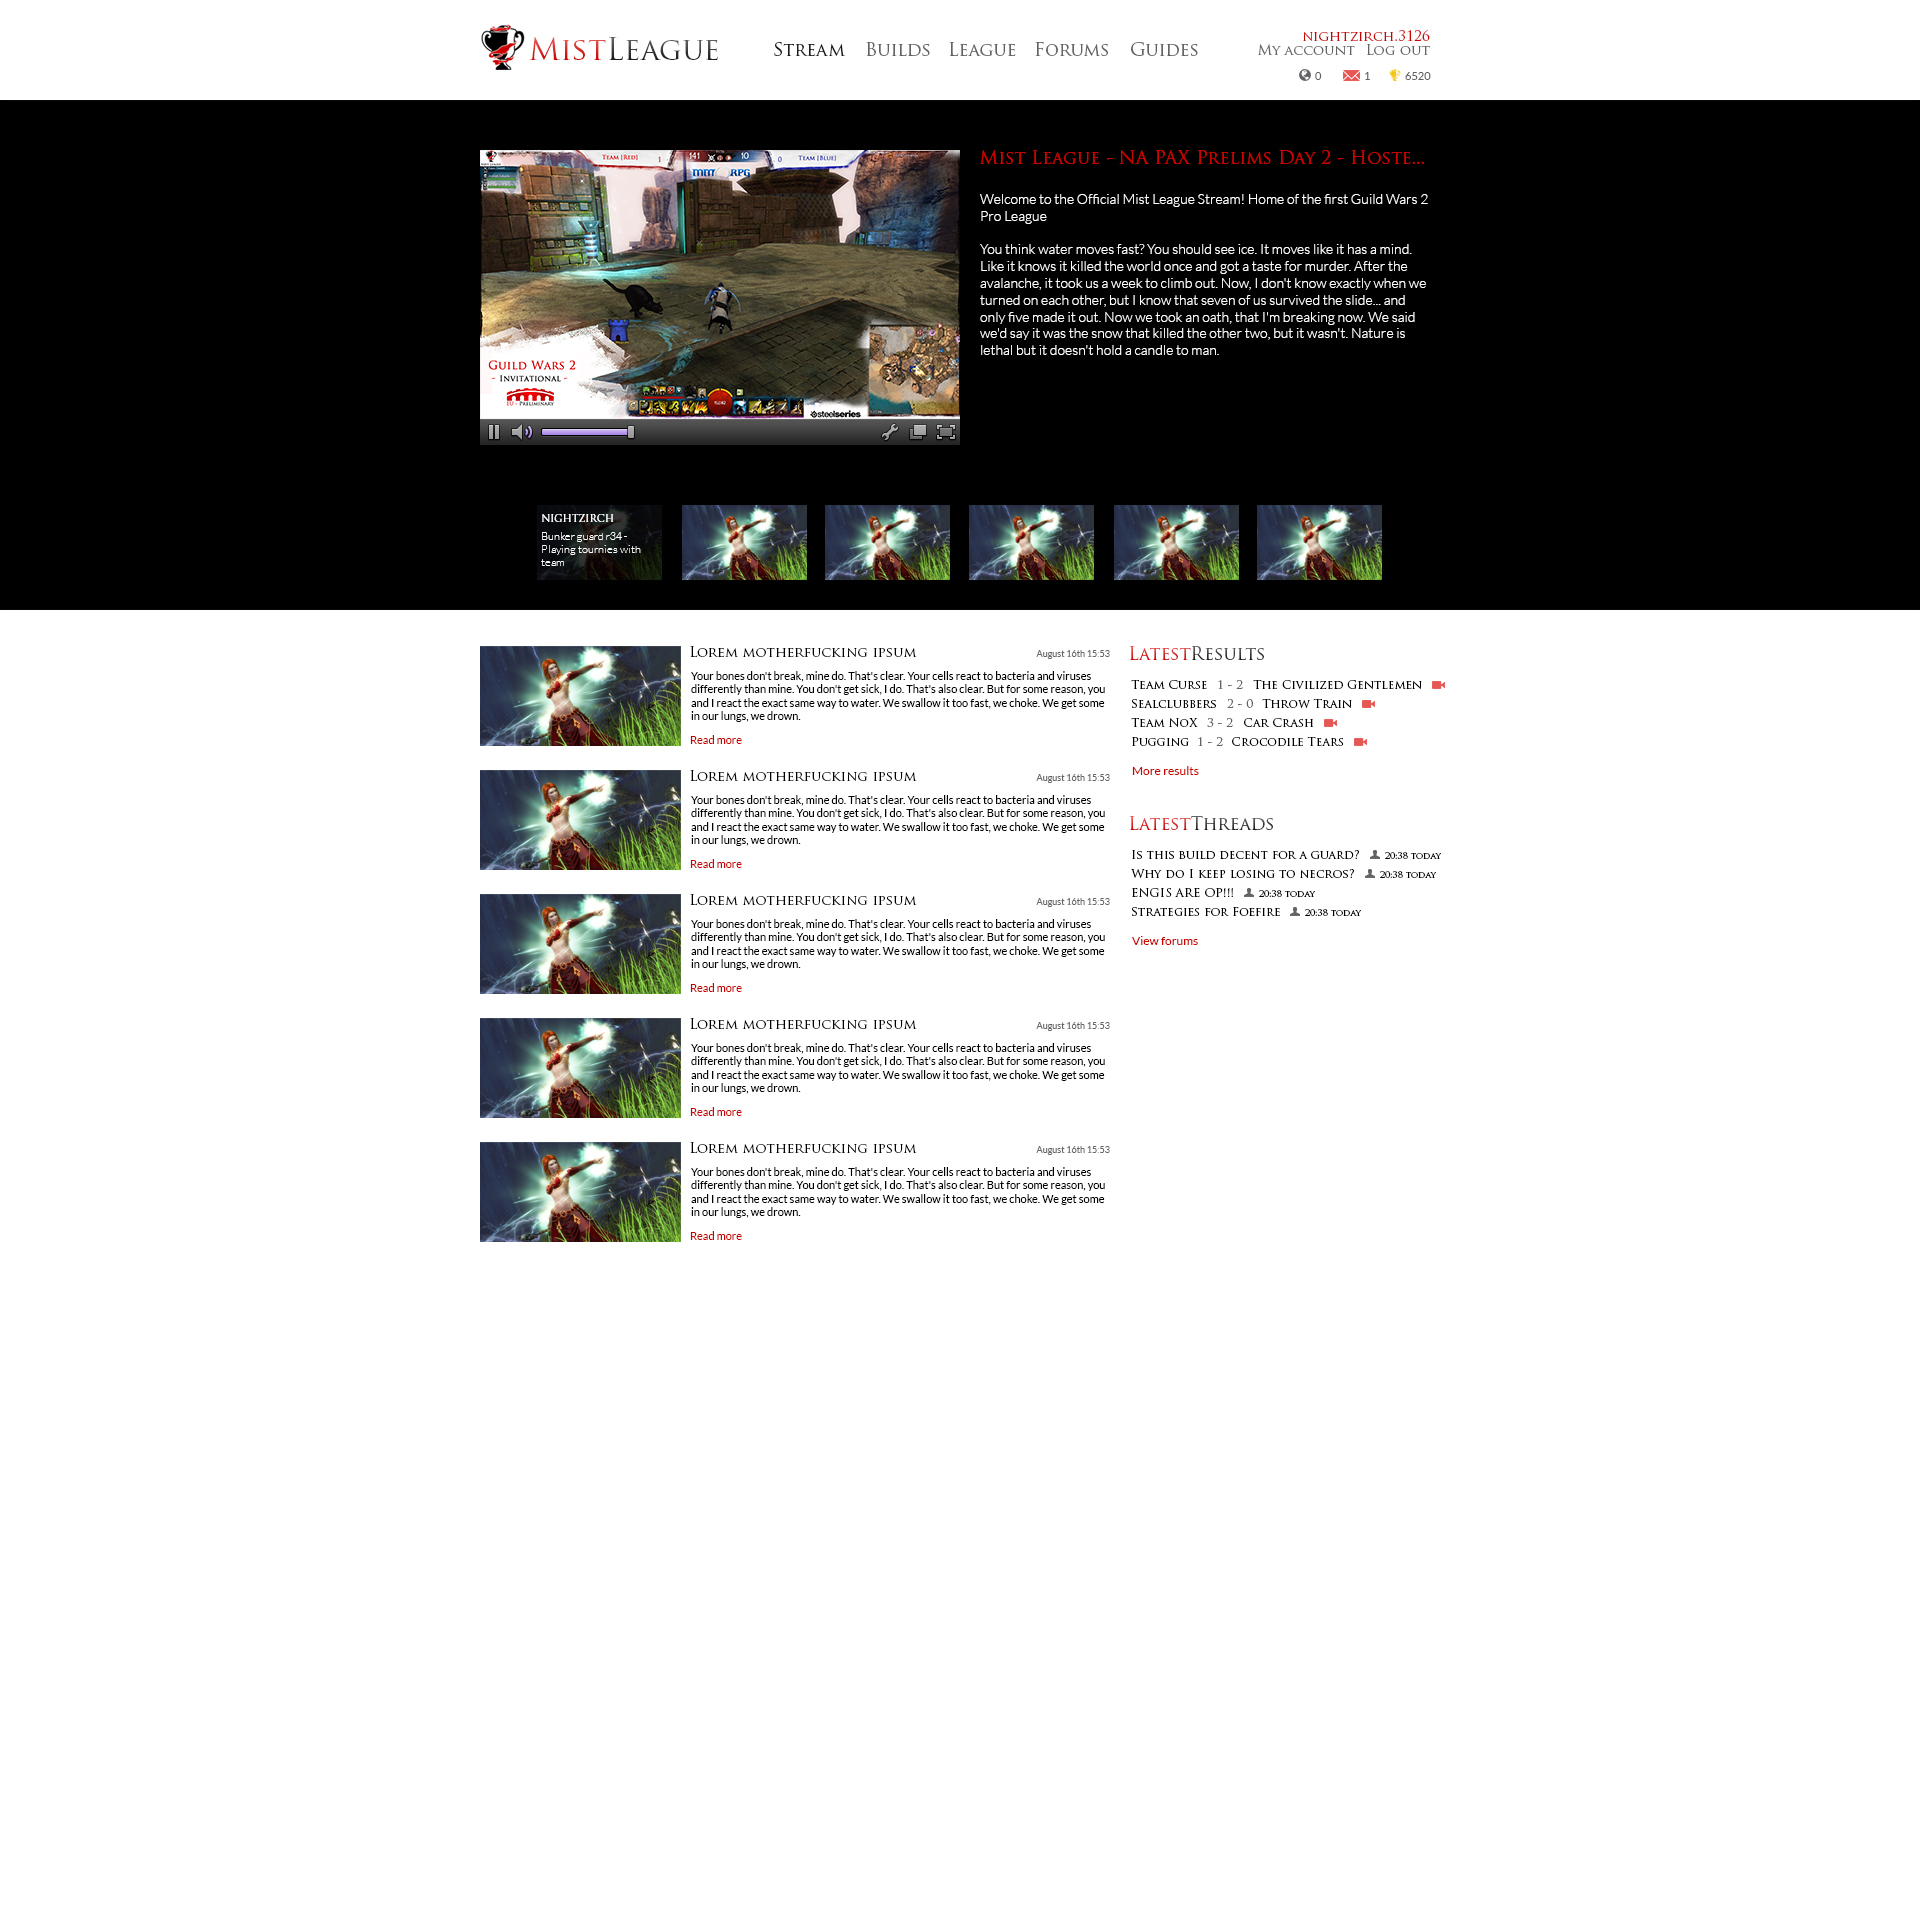 MistLeague
Stream Builds League Forums Guides
nightzirch.3126
My account Log out
0 1 6520
Team [Red] 1 141 10 0 Team [Blue]
RPG
Guild Wars 2
- Invitational -
EU - Preliminary
steelseries
Mist League - NA PAX Prelims Day 2 - Hoste...
Welcome to the Official Mist League Stream! Home of the first Guild Wars 2
Pro League
You think water moves fast? You should see ice. It moves like it has a mind.
Like it knows it killed the world once and got a taste for murder. After the
avalanche, it took us a week to climb out. Now, I don't know exactly when we
turned on each other, but I know that seven of us survived the slide... and
only five made it out. Now we took an oath, that I'm breaking now. We said
we'd say it was the snow that killed the other two, but it wasn't. Nature is
lethal but it doesn't hold a candle to man.
nightzirch
Bunker guard r34 -
Playing tournies with
team
Lorem motherfucking ipsum August 16th 15:53
Your bones don't break, mine do. That's clear. Your cells react to bacteria and viruses
differently than mine. You don't get sick, I do. That's also clear. But for some reason, you
and I react the exact same way to water. We swallow it too fast, we choke. We get some
in our lungs, we drown.
Read more
Lorem motherfucking ipsum August 16th 15:53
Your bones don't break, mine do. That's clear. Your cells react to bacteria and viruses
differently than mine. You don't get sick, I do. That's also clear. But for some reason, you
and I react the exact same way to water. We swallow it too fast, we choke. We get some
in our lungs, we drown.
Read more
Lorem motherfucking ipsum August 16th 15:53
Your bones don't break, mine do. That's clear. Your cells react to bacteria and viruses
differently than mine. You don't get sick, I do. That's also clear. But for some reason, you
and I react the exact same way to water. We swallow it too fast, we choke. We get some
in our lungs, we drown.
Read more
Lorem motherfucking ipsum August 16th 15:53
Your bones don't break, mine do. That's clear. Your cells react to bacteria and viruses
differently than mine. You don't get sick, I do. That's also clear. But for some reason, you
and I react the exact same way to water. We swallow it too fast, we choke. We get some
in our lungs, we drown.
Read more
Lorem motherfucking ipsum August 16th 15:53
Your bones don't break, mine do. That's clear. Your cells react to bacteria and viruses
differently than mine. You don't get sick, I do. That's also clear. But for some reason, you
and I react the exact same way to water. We swallow it too fast, we choke. We get some
in our lungs, we drown.
Read more
LatestResults
Team Curse 1 - 2 The Civilized Gentlemen
Sealclubbers 2 - 0 Throw Train
Team NoX 3 - 2 Car Crash
Pugging 1 - 2 Crocodile Tears
More results
LatestThreads
Is this build decent for a guard? 20:38 today
Why do I keep losing to necros? 20:38 today
ENGIS ARE OP!!! 20:38 today
Strategies for Foefire 20:38 today
View forums